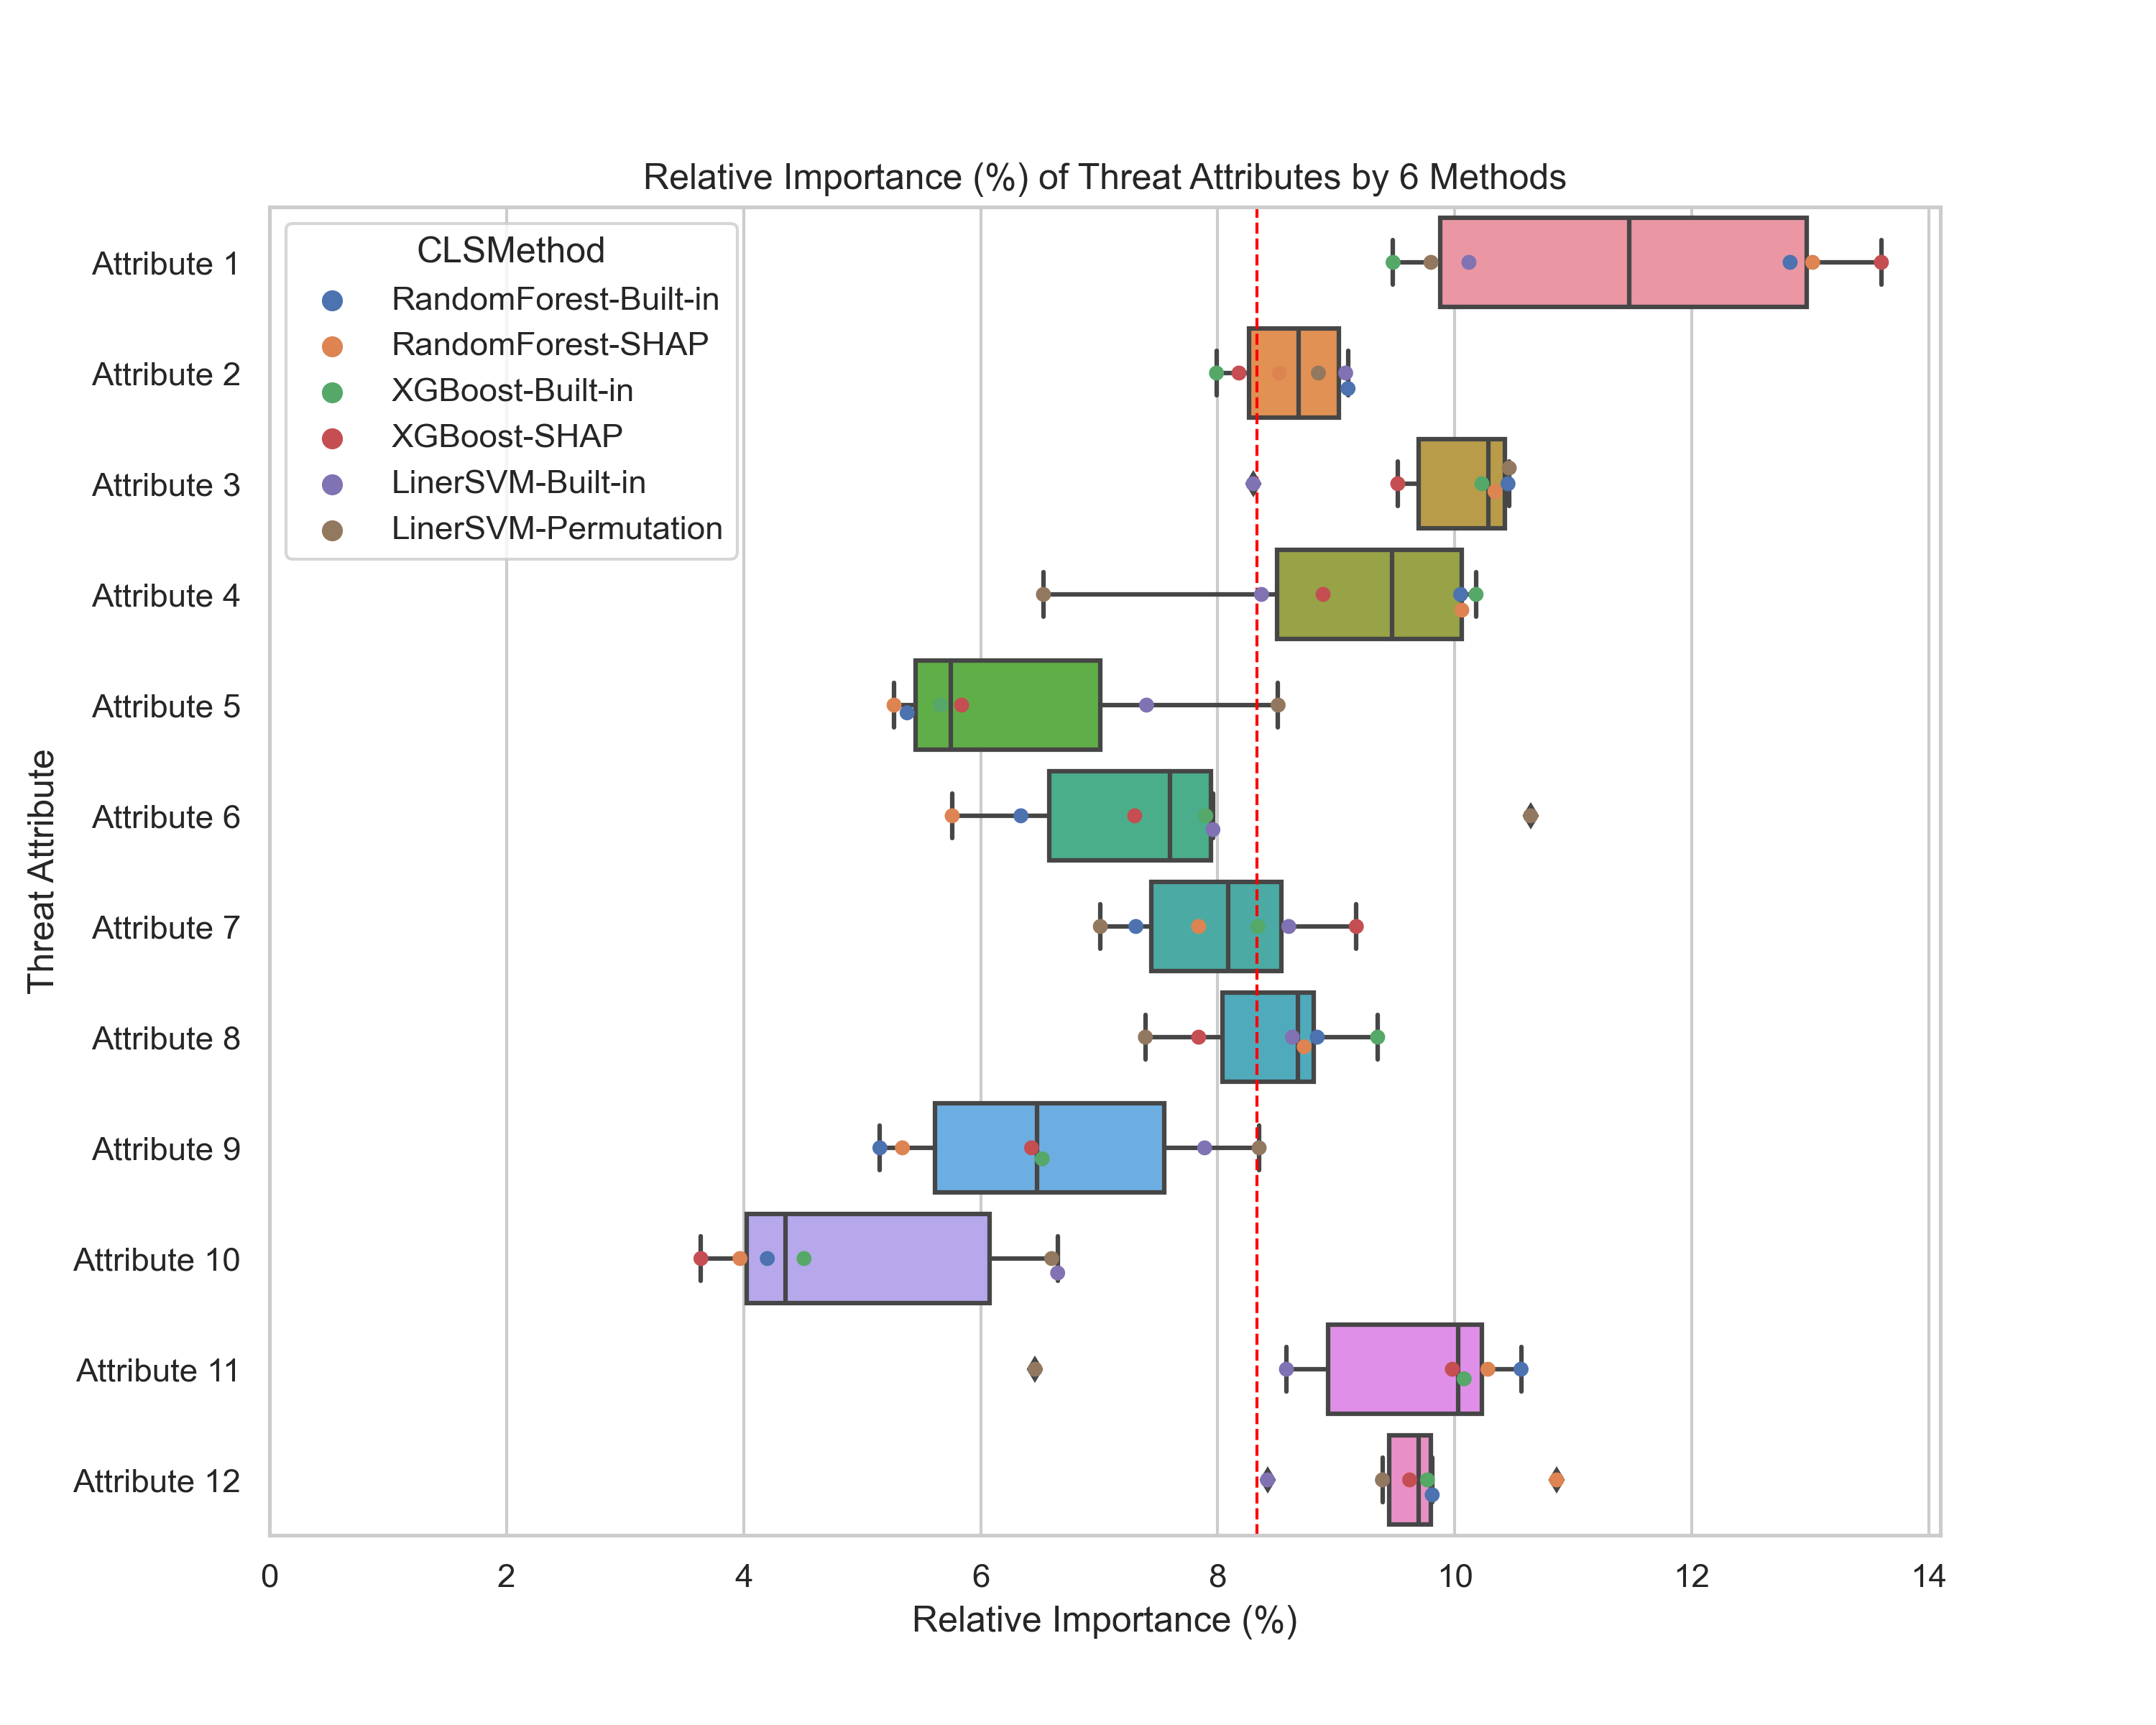 Relative Importance (%) of Threat Attributes by 6 Methods
CLSMethod
RandomForest-Built-in
RandomForest-SHAP
XGBoost-Built-in
XGBoost-SHAP
LinerSVM-Built-in
LinerSVM-Permutation
Threat Attribute
Attribute 1
Attribute 2
Attribute 3
Attribute 4
Attribute 5
Attribute 6
Attribute 7
Attribute 8
Attribute 9
Attribute 10
Attribute 11
Attribute 12
0 2 4 6 8 10 12 14
Relative Importance (%)